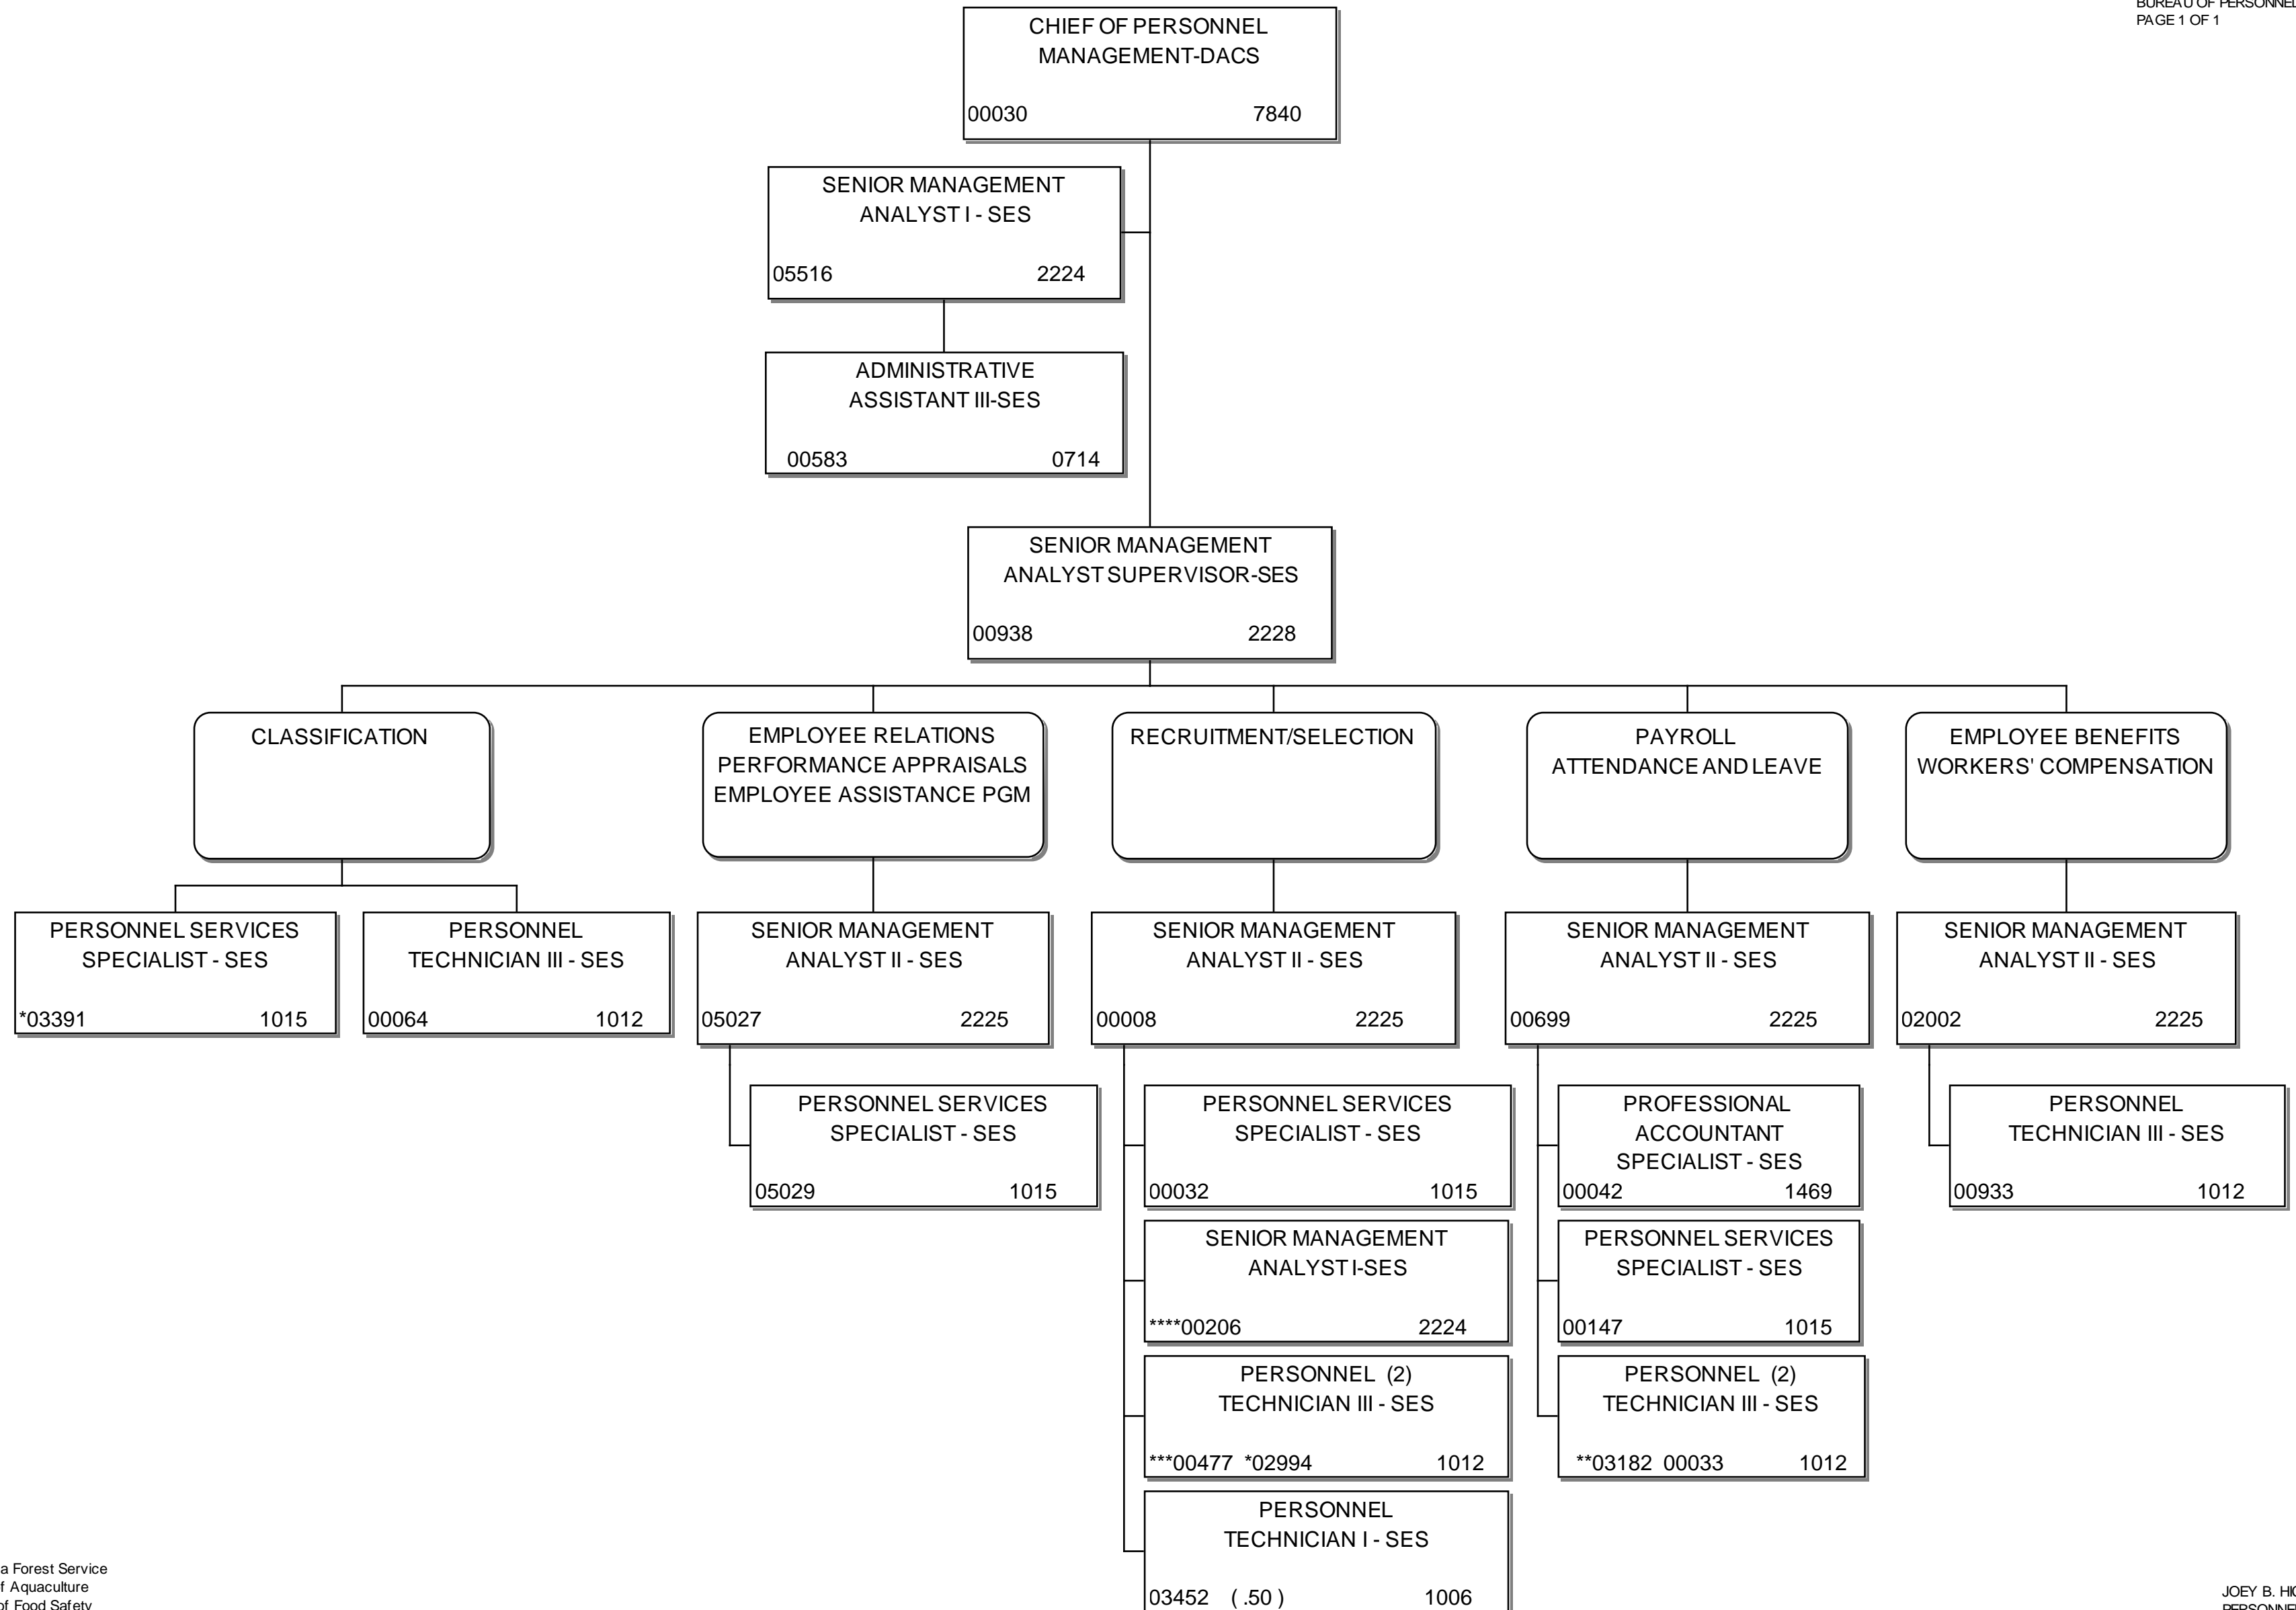 BUREAU OF PERSONNEL
PAGE 1 OF 1
CHIEF OF PERSONNEL
MANAGEMENT-DACS
00030 7840
SENIOR MANAGEMENT
ANALYST I - SES
05516 2224
ADMINISTRATIVE
ASSISTANT III-SES
00583 0714
SENIOR MANAGEMENT
ANALYST SUPERVISOR-SES
00938 2228
CLASSIFICATION
EMPLOYEE RELATIONS
PERFORMANCE APPRAISALS
EMPLOYEE ASSISTANCE PGM
RECRUITMENT/SELECTION
PAYROLL
ATTENDANCE AND LEAVE
EMPLOYEE BENEFITS
WORKERS' COMPENSATION
PERSONNEL SERVICES
SPECIALIST - SES
*03391 1015
PERSONNEL
TECHNICIAN III - SES
00064 1012
SENIOR MANAGEMENT
ANALYST II - SES
05027 2225
SENIOR MANAGEMENT
ANALYST II - SES
00008 2225
SENIOR MANAGEMENT
ANALYST II - SES
00699 2225
SENIOR MANAGEMENT
ANALYST II - SES
02002 2225
PERSONNEL SERVICES
SPECIALIST - SES
05029 1015
PERSONNEL SERVICES
SPECIALIST - SES
00032 1015
PROFESSIONAL
ACCOUNTANT
SPECIALIST - SES
00042 1469
PERSONNEL
TECHNICIAN III - SES
00933 1012
SENIOR MANAGEMENT
ANALYST I-SES
****00206 2224
PERSONNEL SERVICES
SPECIALIST - SES
00147 1015
PERSONNEL (2)
TECHNICIAN III - SES
***00477 *02994 1012
PERSONNEL (2)
TECHNICIAN III - SES
**03182 00033 1012
PERSONNEL
TECHNICIAN I - SES
03452 ( .50 ) 1006
a Forest Service
f Aquaculture
of Food Safety
JOEY B.
PERSONNEL